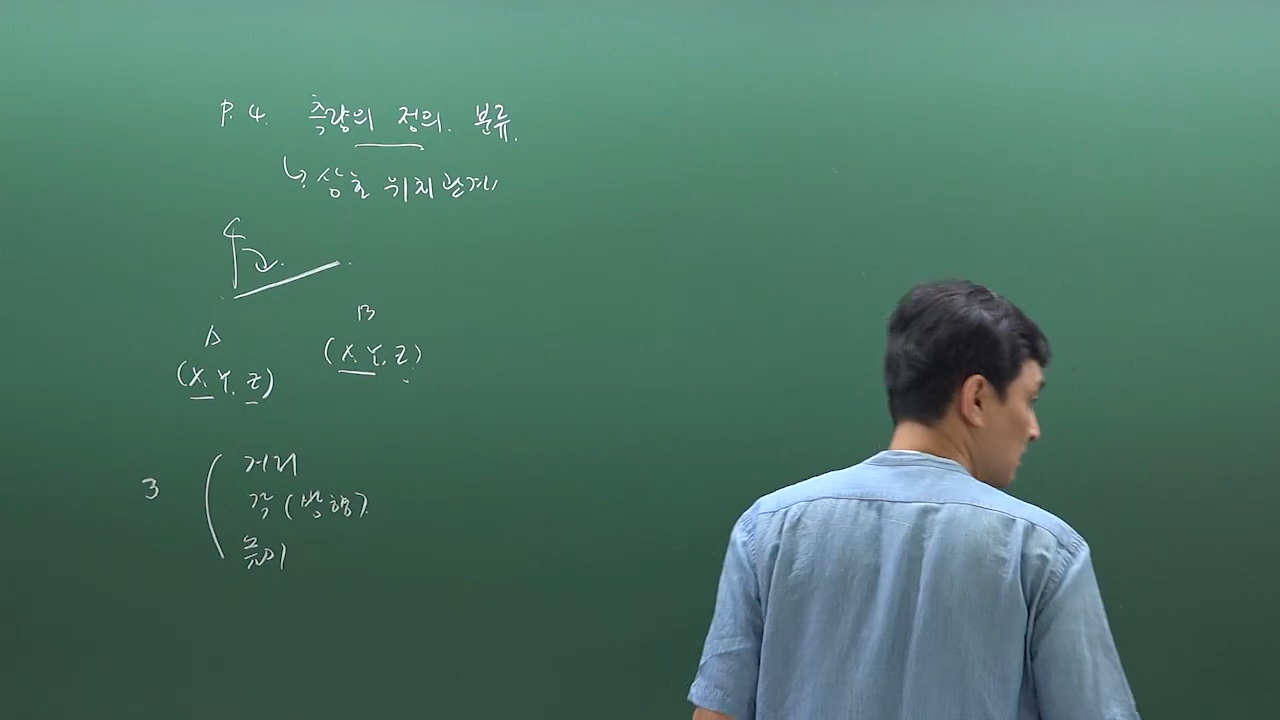 P. 4. 측량의 정의. 분류.
↳ 상호 위치관계
B
A
(X, Y, Z)
(X, Y, Z)
3
거리
각 (방향).
높이